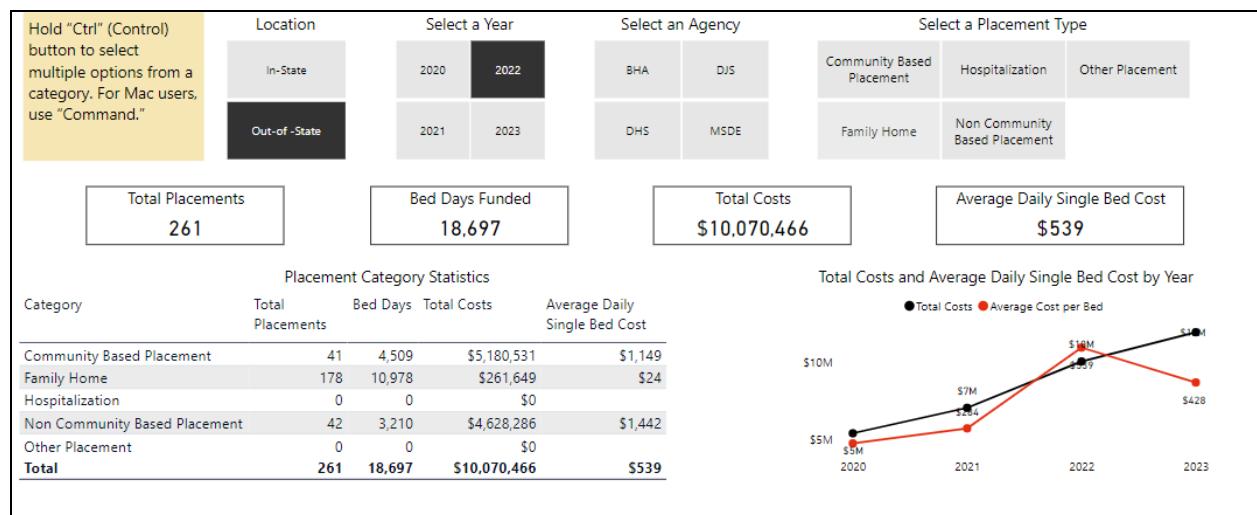 Hold “Ctrl” (Control)
button to select
multiple options from a
category. For Mac users,
use “Command.”
Location
In-State
Out-of -State
Select a Year
2020
2022
2021
2023
Select an Agency
BHA
DJS
DHS
MSDE
Select a Placement Type
Community Based
Placement
Hospitalization
Other Placement
Family Home
Non Community
Based Placement
Total Placements
261
Bed Days Funded
18,697
Total Costs
$10,070,466
Average Daily Single Bed Cost
$539
Placement Category Statistics
Category Total Placements Bed Days Total Costs Average Daily Single Bed Cost
Community Based Placement 41 4,509 $5,180,531 $1,149
Family Home 178 10,978 $261,649 $24
Hospitalization 0 0 $0
Non Community Based Placement 42 3,210 $4,628,286 $1,442
Other Placement 0 0 $0
Total 261 18,697 $10,070,466 $539
Total Costs and Average Daily Single Bed Cost by Year
Total Costs Average Cost per Bed
$10M
$5M
$5M
$7M
$10M
$539
$428
2020 2021 2022 2023